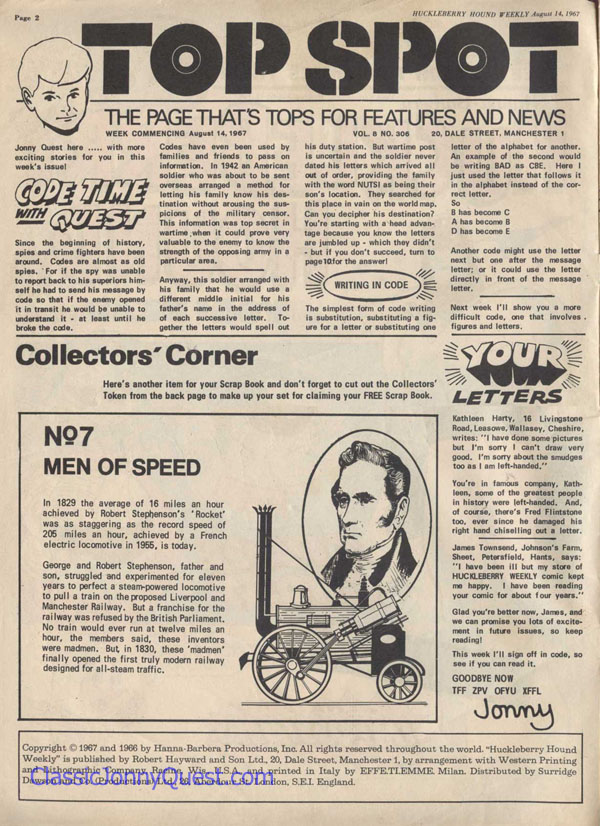 Page 2
HUCKLEBERRY HOUND WEEKLY August 14, 1967
TOP SPOT
THE PAGE THAT'S TOPS FOR FEATURES AND NEWS
WEEK COMMENCING August 14, 1967
VOL. 8 NO. 306
20, DALE STREET, MANCHESTER 1
Jonny Quest here ..... with more
exciting stories for you in this
week's issue!
CODE TIME
WITH QUEST
Since the beginning of history,
spies and crime fighters have been
around. Codes are almost as old
spies. For if the spy was unable
to report back to his superiors him-
self he had to send his message by
code so that if the enemy opened
it in transit he would be unable to
understand it - at least until he
broke the code.
Codes have even been used by
families and friends to pass on
information. In 1942 an American
soldier who was about to be sent
overseas arranged a method for
letting his family know his des-
tination without arousing the sus-
picions of the military censor.
This infomation was top secret in
wartime when it could prove very
valuable to the enemy to know the
strength of the opposing army in a
particular area.
Anyway, this soldier arranged with
his family that he would use a
different middle initial for his
father's name in the address of
each of successive letter. To-
gether the letters would spell out
his duty station. But wartime post
is uncertain and the soldier never
dated his letters which arrived all
out of order, providing the family
with the word NUTSI as being their
son's location. They searched for
this place in vain on the world map.
Can you decipher his destination?
You're starting with a head advan-
tage because you know the letters
are jumbled up - which they didn't
- but if you don't succeed, turn to
page 10 for the answer!
WRITING IN CODE
The simplest form of code writing
is substitution, substituting a fig-
ure for a letter or substituting one
letter of the alphabet for another.
An example of the second would
be writing BAD as CBE. Here I
just used the letter that follows it
in the alphabet instead of the cor-
rect letter.
So
B has become C
A has become B
D has become E
Another code might use the letter
next but one after the message
letter; or it could use the letter
directly in front of the message
letter.
Next week I'll show you a more
difficult code, one that involves
figures and letters.
Collectors' Corner
Here's another item for your Scrap Book and don't forget to cut out the Collectors'
Token from the back page to make up your set for claiming your FREE Scrap Book.
Nº7
MEN OF SPEED
In 1829 the average of 16 miles an hour
achieved by Robert Stephenson's 'Rocket'
was as staggering as the record speed of
205 miles an hour, achieved by a French
electric locomotive in 1955, is today.
George and Robert Stephenson, father and
son, struggled and experimented for eleven
years to perfect a steam-powered locomotive
to pull a train on the proposed Liverpool and
Manchester Railway. But a franchise for the
railway was refused by the British Parliament.
No train would ever run at twelve miles an
hour, the members said, these inventors
were madmen. But, in 1830, these 'madmen'
finally opened the first truly modern railway
designed for all-steam traffic.
YOUR
LETTERS
Kathleen Harty, 16 Livingstone
Road, Leasowe, Wallasey, Cheshire,
writes: "I have done some pictures
but I'm sorry I can't draw very
good. I'm sorry about the smudges
too as I am left-handed."
You're in famous company, Kath-
leen, some of the greatest people
in history were left-handed. And,
of course, there's Fred Flintstone
too, ever since he damaged his
right hand chiselling out a letter.
James Townsend, Johnson's Farm,
Sheet, Petersfield, Hants, says:
"I have been ill but my store of
HUCKLEBERRY WEEKLY comic kept
me happy. I have been reading
your comic for about four years."
Glad you're better now, James, and
we can promise you lots of excite-
ment in future issues, so keep
reading!
This week I'll sign off in code, so
see if you can read it.
GOODBYE NOW
TFF ZPV OFYU XFFL
Jonny
Copyright © 1967 and 1966 by Hanna-Barbera Productions, Inc. All rights reserved throughout the world. "Huckleberry Hound
Weekly" is published by Robert Hayward and Son Ltd., 20, Dale Street, Manchester 1, by arrangement with Western Printing
and Lithographic Company, Racine, Wis., U.S.A. and printed in Italy by EFFE.TI.EMME. Milan. Distributed by Surridge
Dawson & Co. (Productions) Ltd., London, S.E.I. England.
ClassicJonnyQuest.com